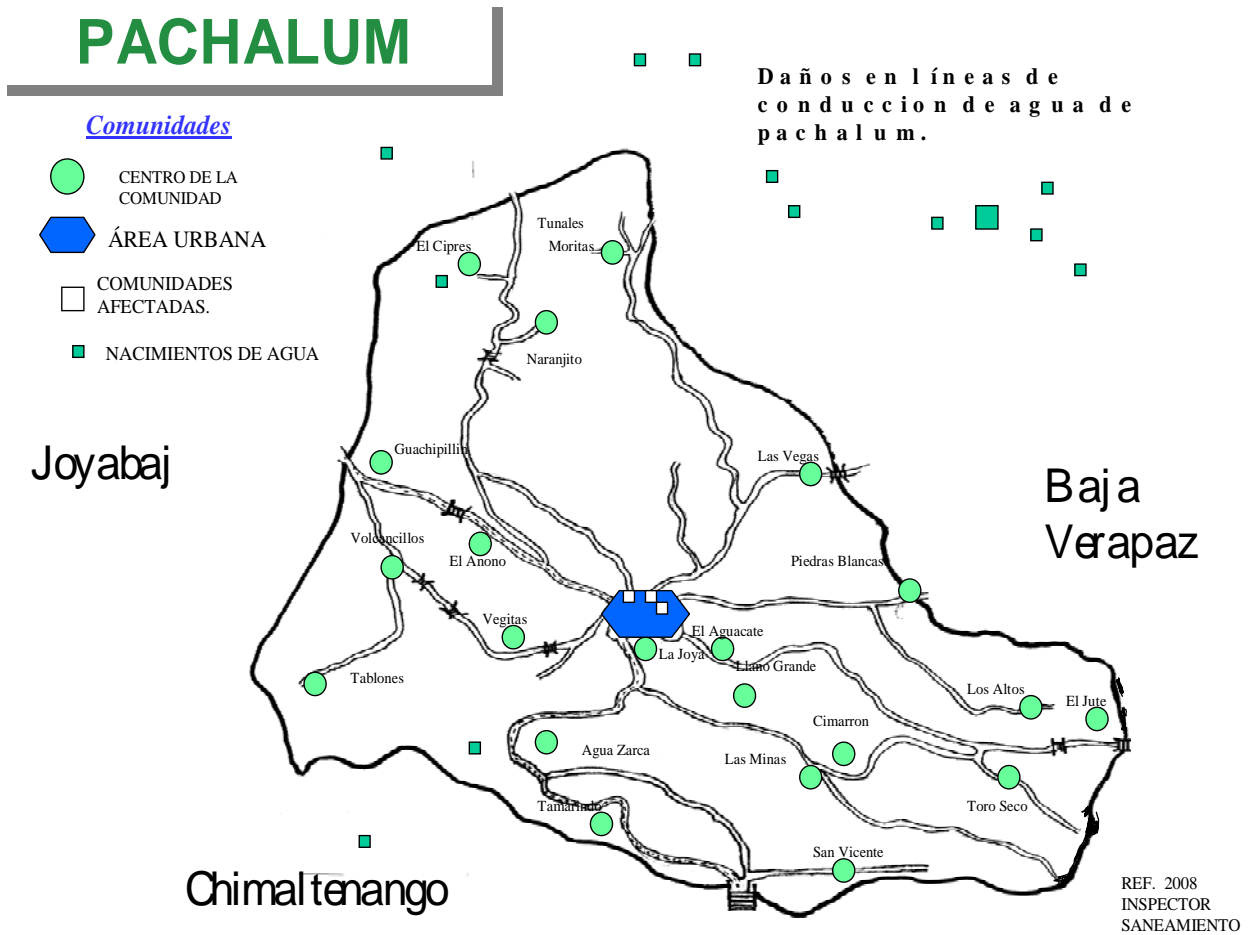 PACHALUM
Daños en líneas de
conduccion de agua de
pachalum.
Comunidades
CENTRO DE LA
COMUNIDAD
ÁREA URBANA
COMUNIDADES
AFECTADAS.
NACIMIENTOS DE AGUA
Tunales
Moritas
El Cipres
Naranjito
Joyabaj
Guachipillin
Las Vegas
Baja
Verapaz
Volcancillos
El Anono
Piedras Blancas
Vegitas
El Aguacate
La Joya
Llano Grande
Tablones
Los Altos
El Jute
Cimarron
Agua Zarca
Las Minas
Tamarindo
Toro Seco
San Vicente
Chimaltenango
REF. 2008
INSPECTOR
SANEAMIENTO